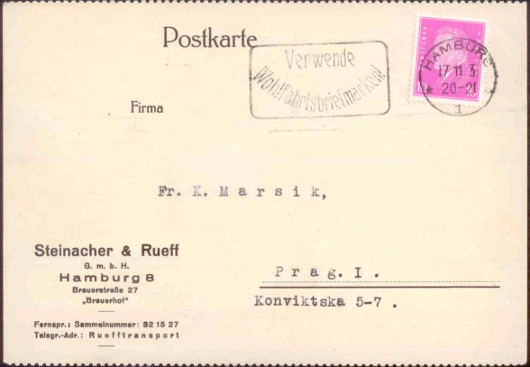 Postkarte
Verwende
Wohlfahrtsbriefmarken!
HAMBURG
17.11.3
20-21
* 1
Firma
Fr. K. Marsik,
Steinacher & Rueff
G. m. b. H.
Hamburg 8
Brauerstraße 27
„Brauerhof"
Prag. I.
Konviktska 5-7 .
Fernspr.: Sammelnummer: 32 15 27
Telegr.-Adr.: Ruefftransport